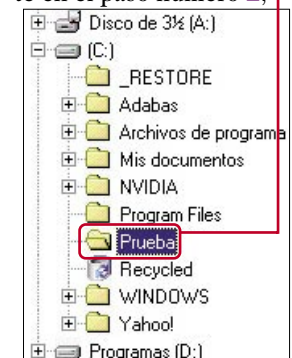 te en el paso número 2,
Disco de 3½ (A:)
(C:)
_RESTORE
Adabas
Archivos de programa
Mis documentos
NVIDIA
Program Files
Prueba
Recycled
WINDOWS
Yahoo!
Programas (D:)